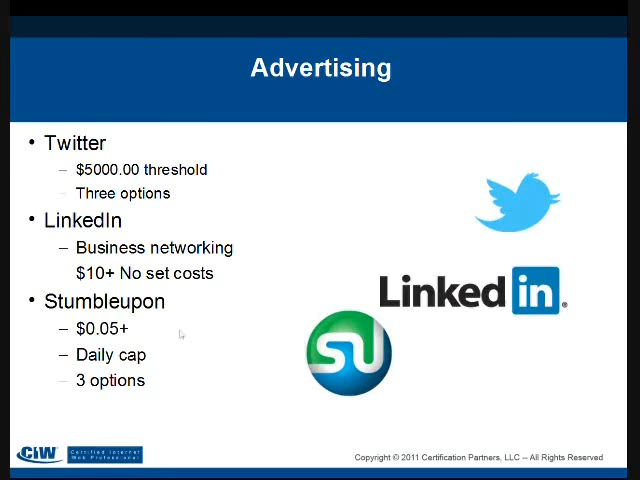 Advertising
• Twitter
– $5000.00 threshold
– Three options
• LinkedIn
– Business networking
$10+ No set costs
• Stumbleupon
– $0.05+
– Daily cap
– 3 options
Linked in®
su
CIW
Certified Internet
Web Professional
Copyright © 2011 Certification Partners, LLC -- All Rights Reserved